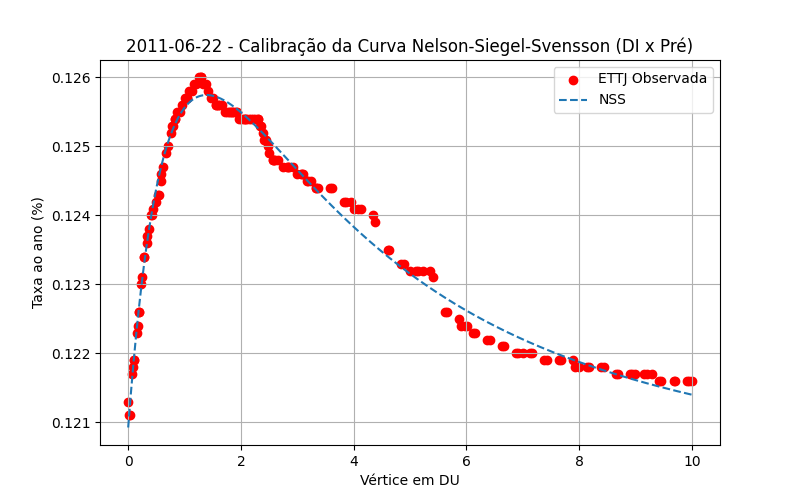 2011-06-22 - Calibração da Curva Nelson-Siegel-Svensson (DI x Pré)
ETTJ Observada
NSS
Taxa ao ano (%)
0.126
0.125
0.124
0.123
0.122
0.121
0 2 4 6 8 10
Vértice em DU